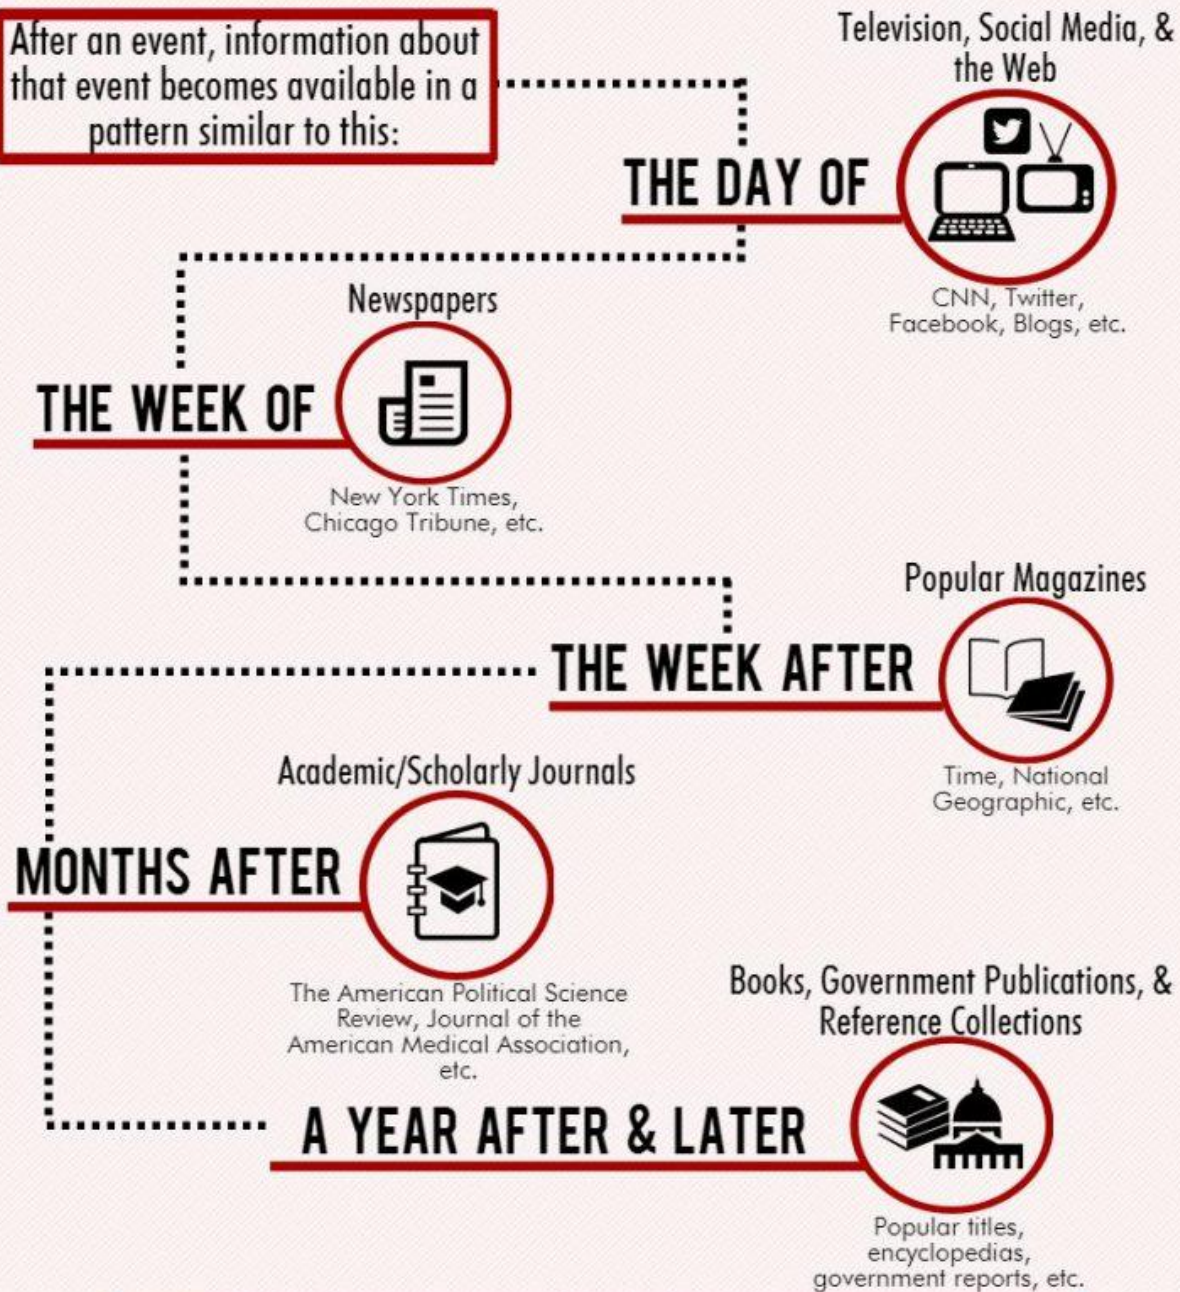 After an event, information about
that event becomes available in a
pattern similar to this:
Television, Social Media, &
the Web
THE DAY OF
CNN, Twitter,
Facebook, Blogs, etc.
Newspapers
THE WEEK OF
New York Times,
Chicago Tribune, etc.
Popular Magazines
THE WEEK AFTER
Time, National
Geographic, etc.
Academic/Scholarly Journals
MONTHS AFTER
The American Political Science
Review, Journal of the
American Medical Association,
etc.
Books, Government Publications, &
Reference Collections
A YEAR AFTER & LATER
Popular titles,
encyclopedias,
government reports, etc.